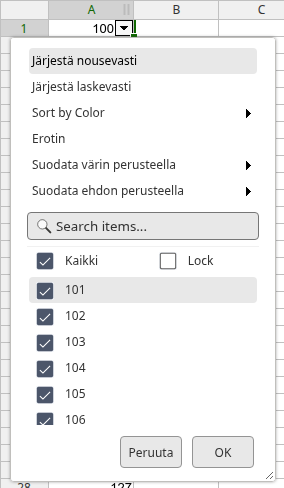 A B C
1 100
Järjestä nousevasti
Järjestä laskevasti
Sort by Color
Erotin
Suodata värin perusteella
Suodata ehdon perusteella
Search items...
Kaikki Lock
101
102
103
104
105
106
Peruuta OK
28 127